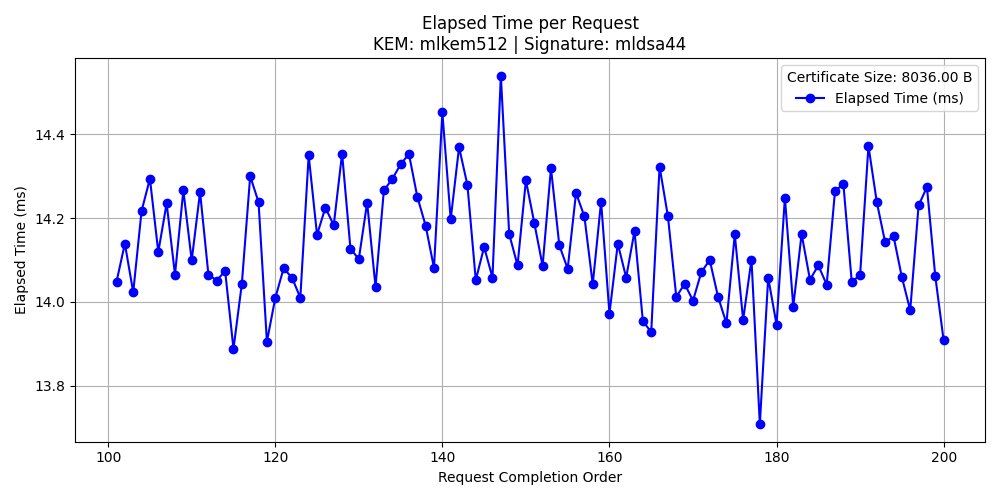 Elapsed Time per Request
KEM: mlkem512 | Signature: mldsa44
Certificate Size: 8036.00 B
Elapsed Time (ms)
Elapsed Time (ms)
14.4
14.2
14.0
13.8
100 120 140 160 180 200
Request Completion Order